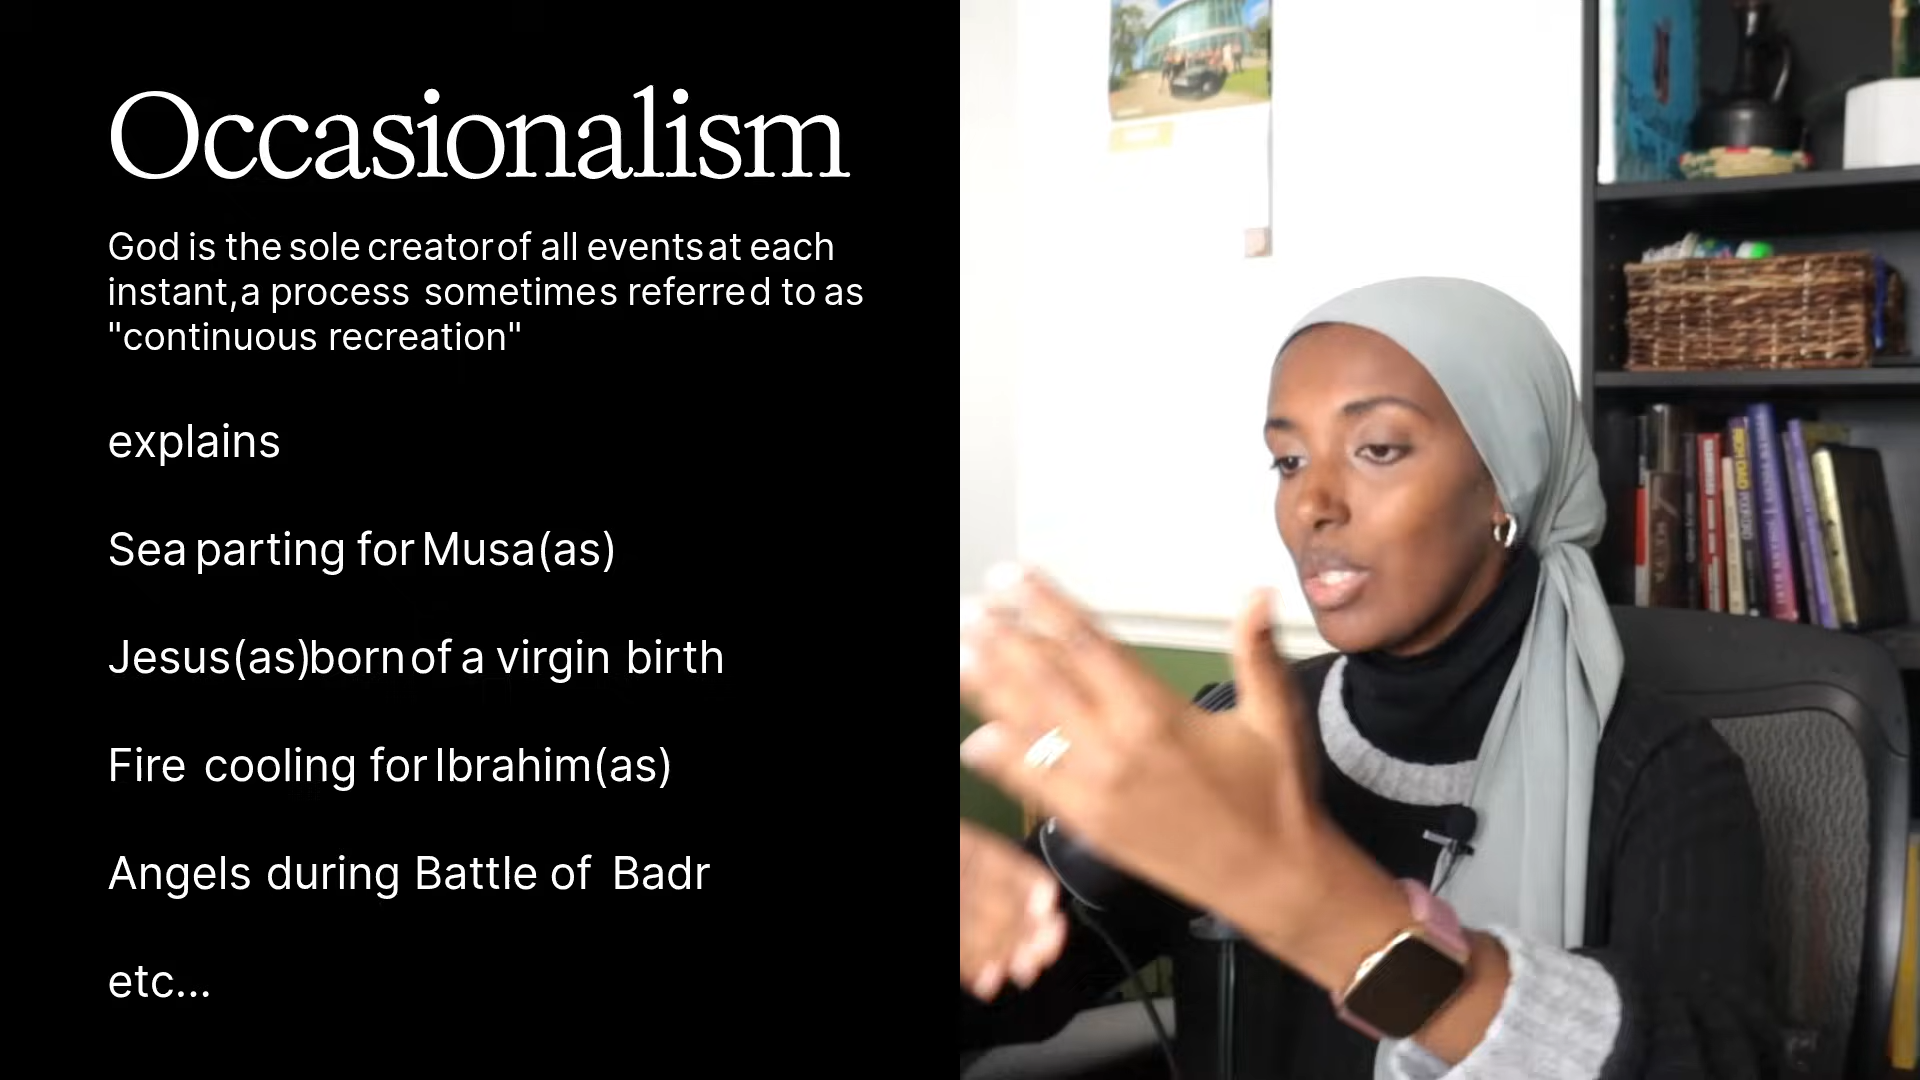 Occasionalism
God is the sole creator of all events at each
instant, a process sometimes referred to as
"continuous recreation"
explains
Sea parting for Musa(as)
Jesus(as)born of a virgin birth
Fire cooling for Ibrahim(as)
Angels during Battle of Badr
etc...